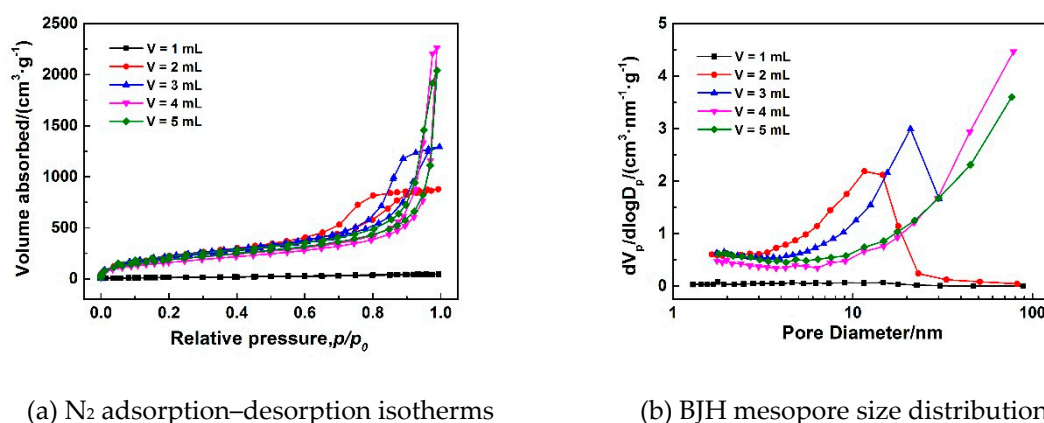 2500
2000
1500
1000
500
0
Volume absorbed/(cm³·g⁻¹)
V = 1 mL
V = 2 mL
V = 3 mL
V = 4 mL
V = 5 mL
0.0 0.2 0.4 0.6 0.8 1.0
Relative pressure,p/p₀
(a) N₂ adsorption–desorption isotherms
5
4
3
2
1
0
dVₚ/dlogDₚ/(cm³·nm⁻¹·g⁻¹)
V = 1 mL
V = 2 mL
V = 3 mL
V = 4 mL
V = 5 mL
1 10 100
Pore Diameter/nm
(b) BJH mesopore size distribution